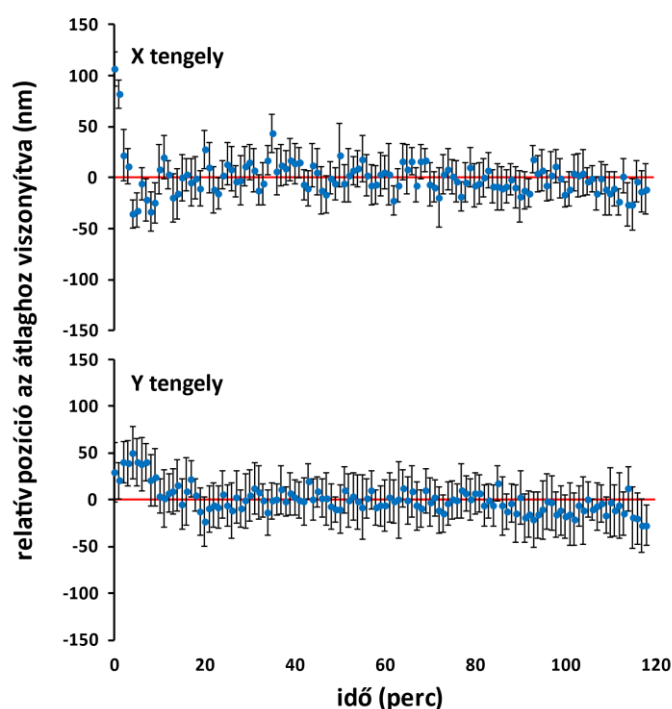 X tengely
150
100
50
0
-50
-100
-150
relatív pozíció az átlaghoz viszonyítva (nm)
Y tengely
150
100
50
0
-50
-100
-150
0 20 40 60 80 100 120
idő (perc)